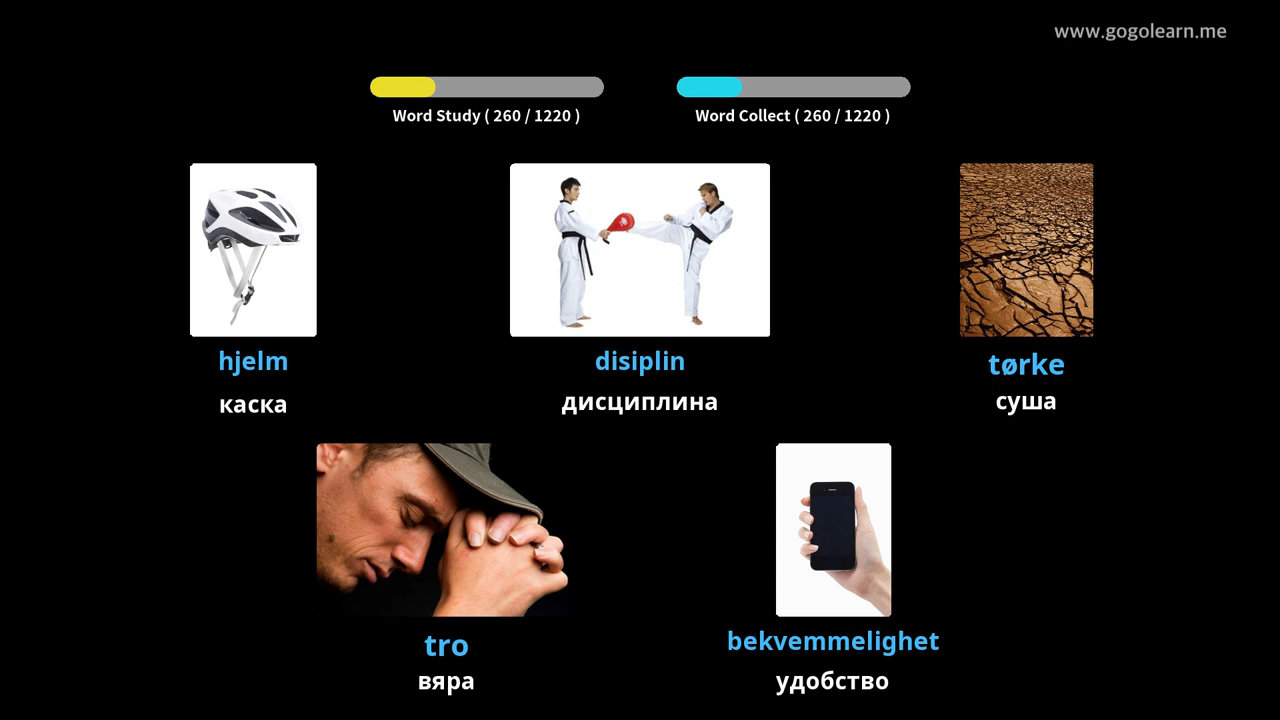 www.gogolearn.me
Word Study ( 260 / 1220 )
Word Collect ( 260 / 1220 )
hjelm
disiplin
tørke
каска
дисциплина
суша
tro
bekvemmelighet
вяра
удобство